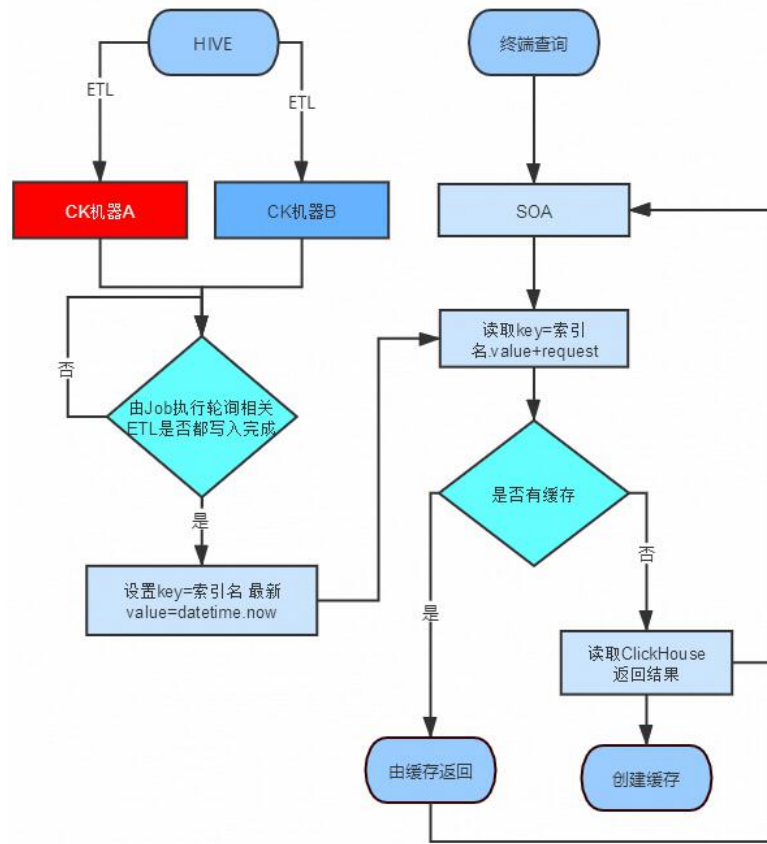 HIVE
终端查询
ETL
ETL
CK机器A
CK机器B
SOA
读取key=索引
名.value+request
否
由Job执行轮询相关
ETL是否都写入完成
是否有缓存
是
否
设置key=索引名 最新
value=datetime.now
是
读取ClickHouse
返回结果
由缓存返回
创建缓存